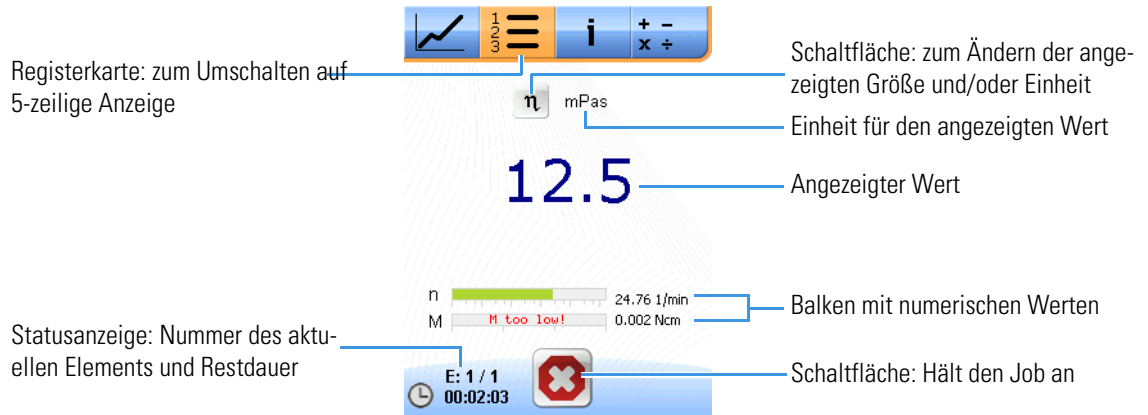 1
2
3
i
+ −
x ÷
Registerkarte: zum Umschalten auf
5-zeilige Anzeige
Schaltfläche: zum Ändern der ange-
zeigten Größe und/oder Einheit
η mPas
Einheit für den angezeigten Wert
12.5
Angezeigter Wert
n 24.76 1/min
M M too low! 0.002 Ncm
Balken mit numerischen Werten
Statusanzeige: Nummer des aktu-
ellen Elements und Restdauer
E: 1 / 1
00:02:03
Schaltfläche: Hält den Job an